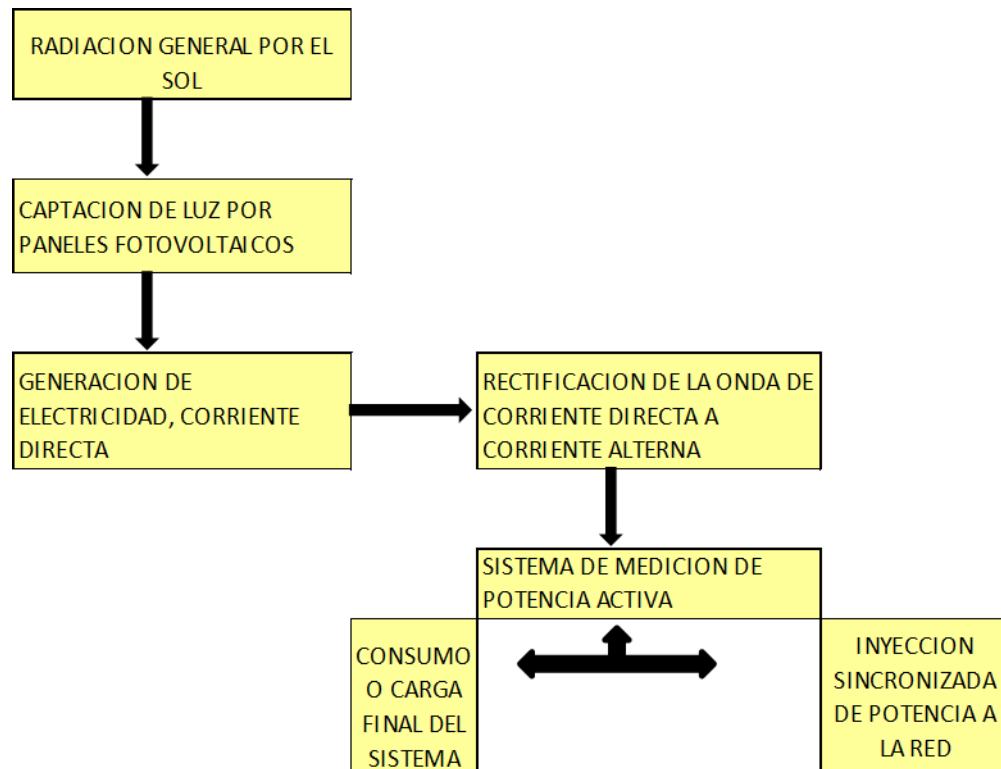 RADIACION GENERAL POR EL
SOL
CAPTACION DE LUZ POR
PANELES FOTOVOLTAICOS
GENERACION DE
ELECTRICIDAD, CORRIENTE
DIRECTA
RECTIFICACION DE LA ONDA DE
CORRIENTE DIRECTA A
CORRIENTE ALTERNA
SISTEMA DE MEDICION DE
POTENCIA ACTIVA
CONSUMO
O CARGA
FINAL DEL
SISTEMA
INYECCION
SINCRONIZADA
DE POTENCIA A
LA RED